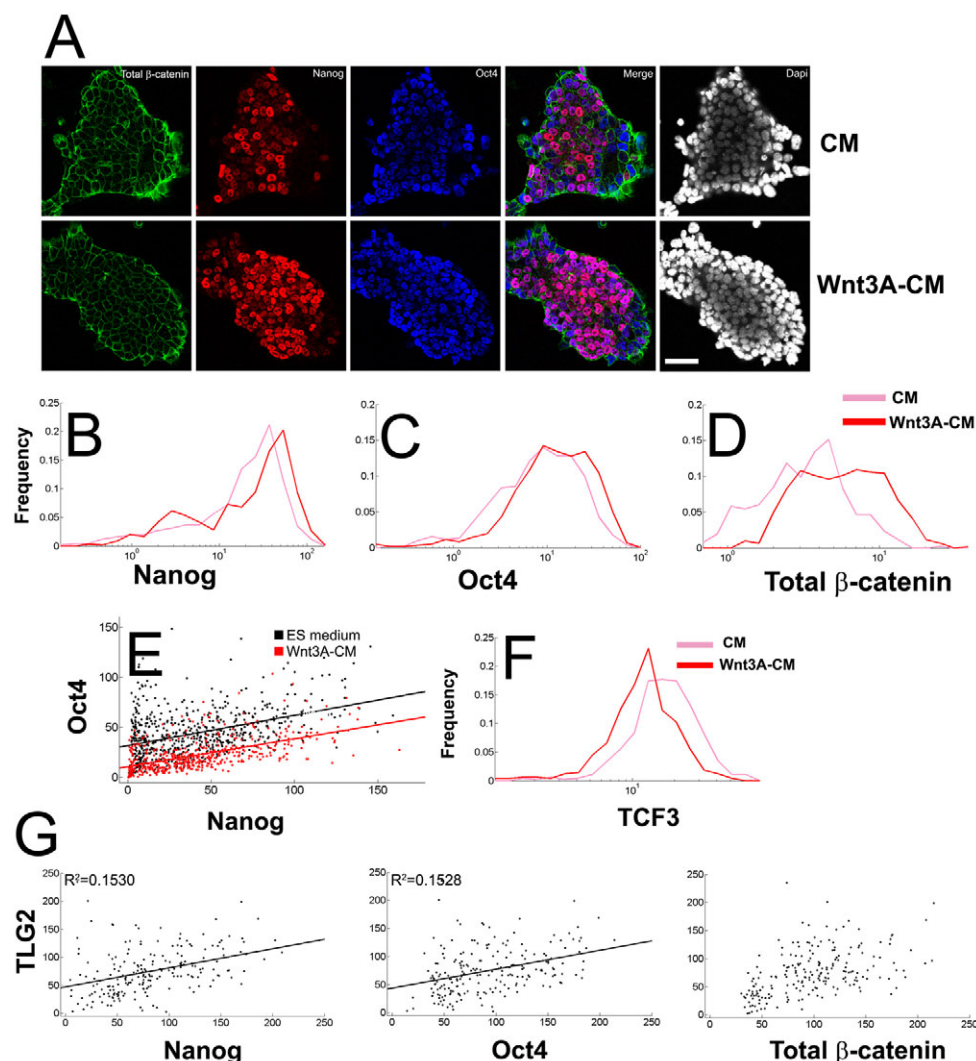 A
Total β-catenin
Nanog
Oct4
Merge
Dapi
CM
Wnt3A-CM
B
Frequency
0.25
0.2
0.15
0.1
0.05
0
10⁰
10¹
10²
Nanog
C
0.2
0.15
0.1
0.05
0
10⁰
10¹
10²
Oct4
D
CM
Wnt3A-CM
0.2
0.15
0.1
0.05
0
10⁰
10¹
Total β-catenin
E
Oct4
150
100
50
0
0
50
100
150
ES medium
Wnt3A-CM
Nanog
F
Frequency
0.25
0.2
0.15
0.1
0.05
0
10¹
CM
Wnt3A-CM
TCF3
G
TLG2
R²=0.1530
250
200
150
100
50
0
0
50
100
150
200
250
Nanog
R²=0.1528
250
200
150
100
50
0
0
50
100
150
200
250
Oct4
250
200
150
100
50
0
0
50
100
150
200
250
Total β-catenin